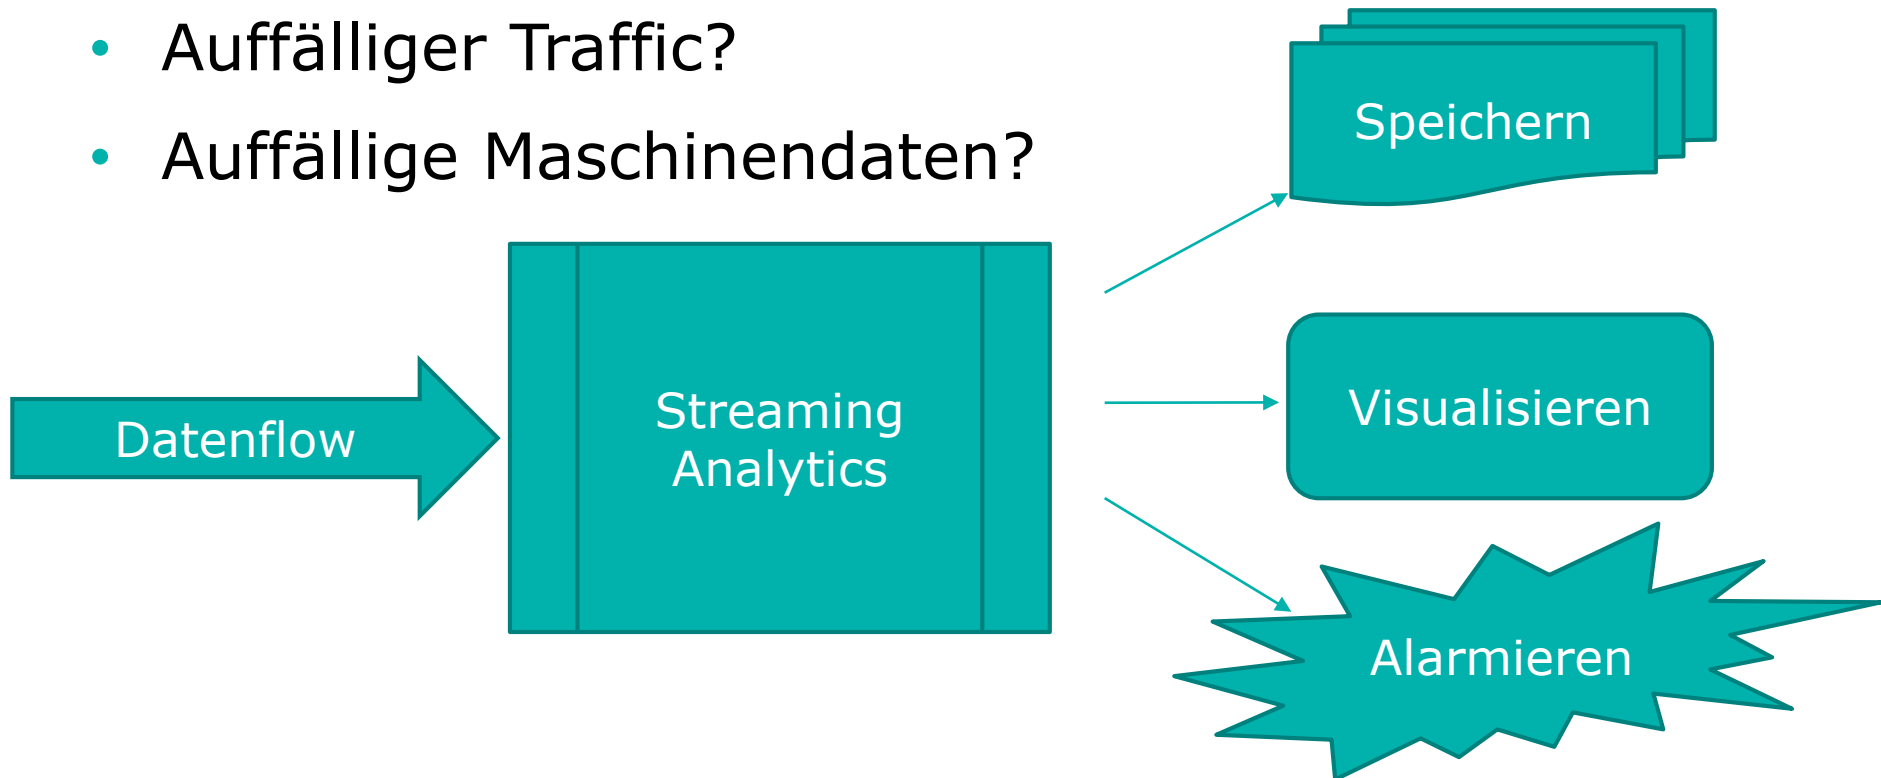 Auffälliger Traffic?
Auffällige Maschinendaten?
Speichern
Datenflow
Streaming
Analytics
Visualisieren
Alarmieren